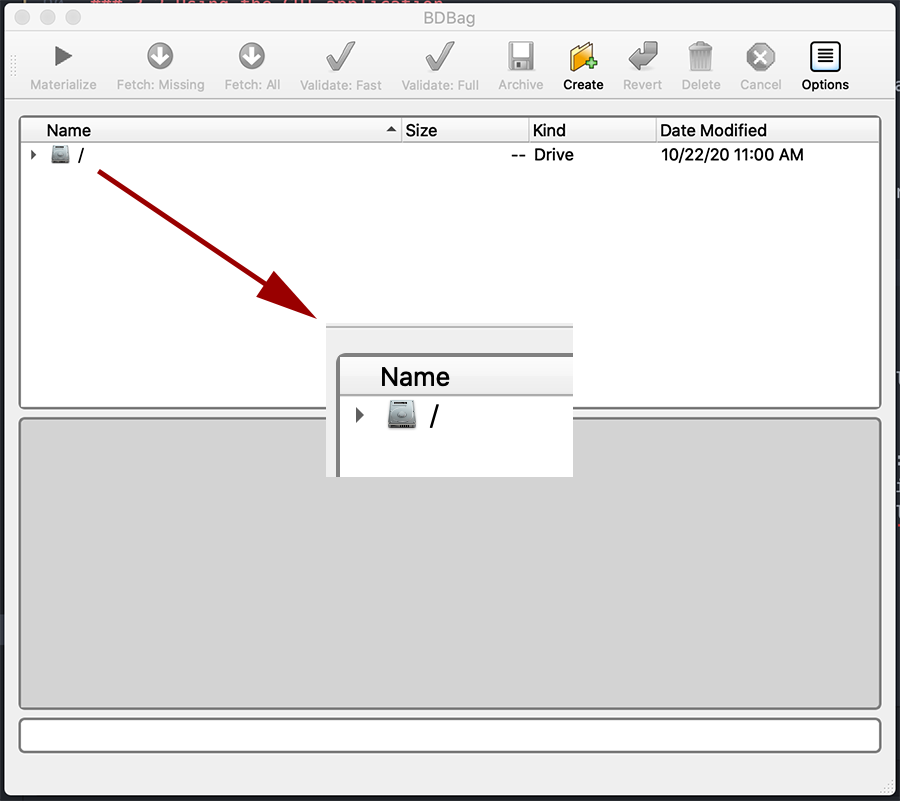 BDBag
Materialize Fetch: Missing Fetch: All Validate: Fast Validate: Full Archive Create Revert Delete Cancel Options
Name Size Kind Date Modified
/ -- Drive 10/22/20 11:00 AM
Name
/